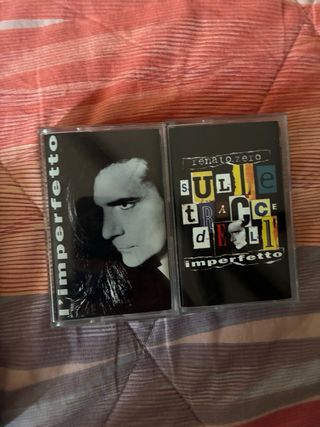 l'imperfetto
renato zero
SULLe
tRACCE
dELL'
imperfetto